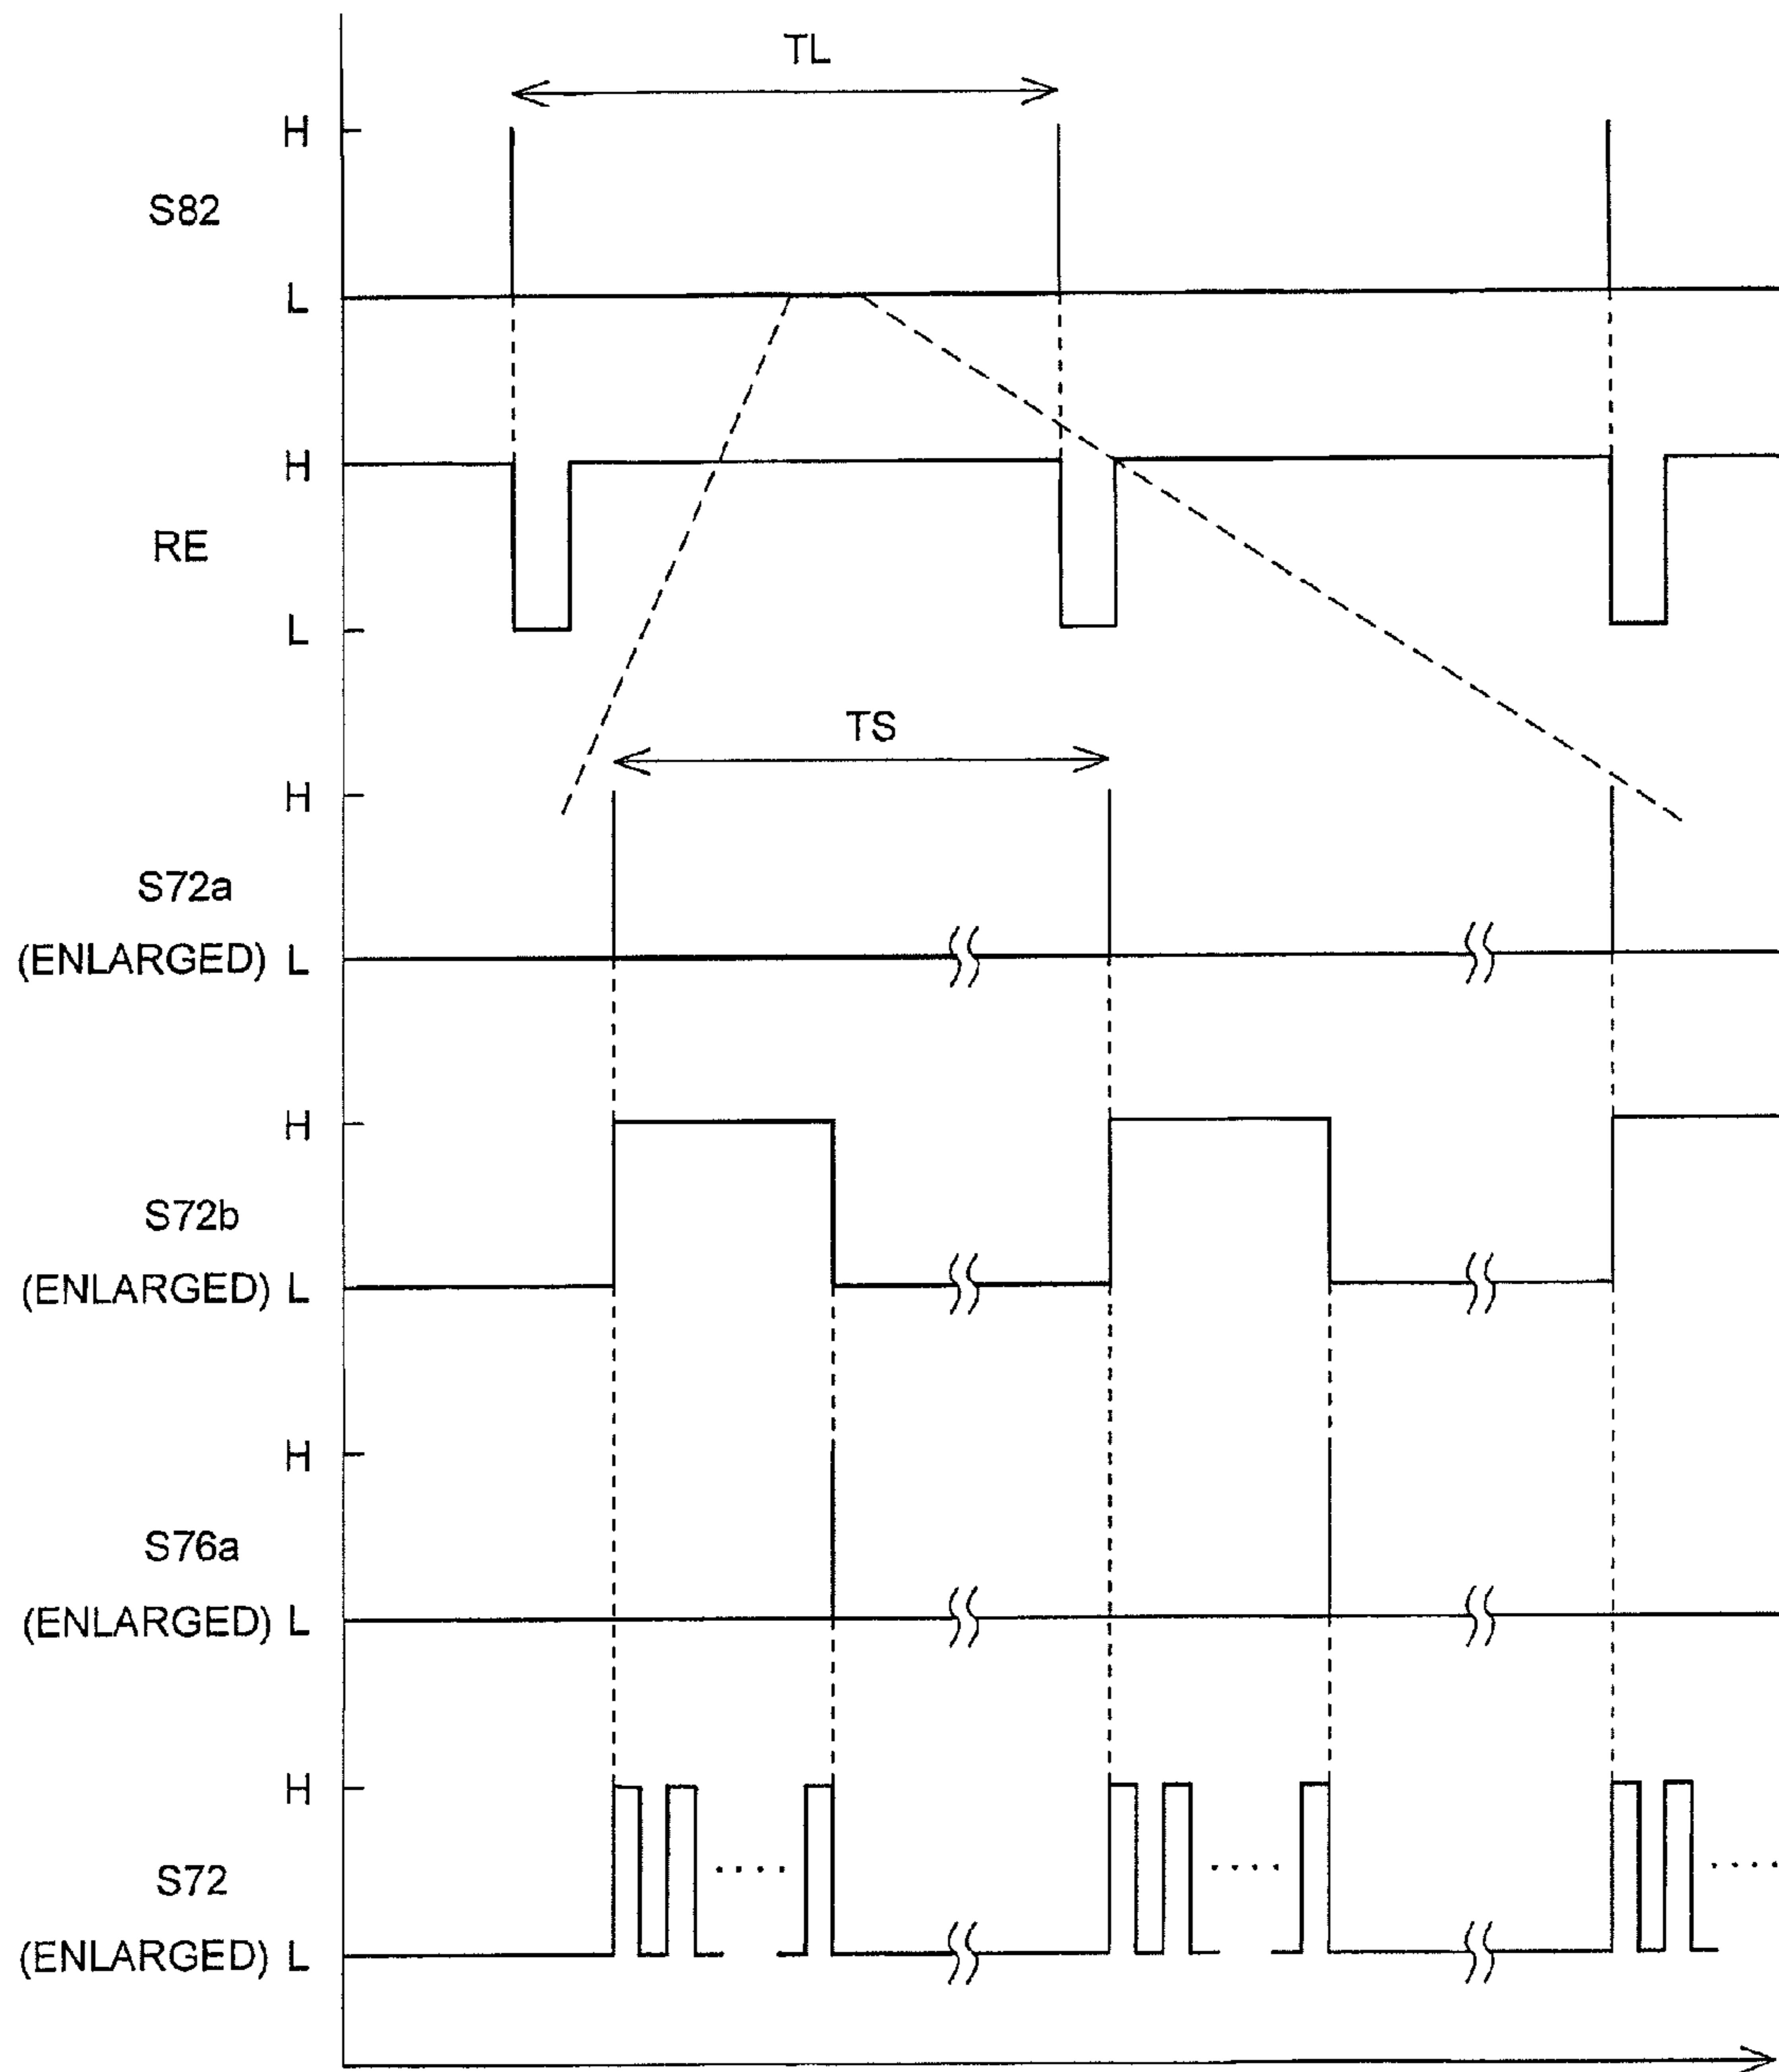 TL
H
S82
L
H
RE
L
TS
H
S72a
(ENLARGED) L
H
S72b
(ENLARGED) L
H
S76a
(ENLARGED) L
H
S72
(ENLARGED) L